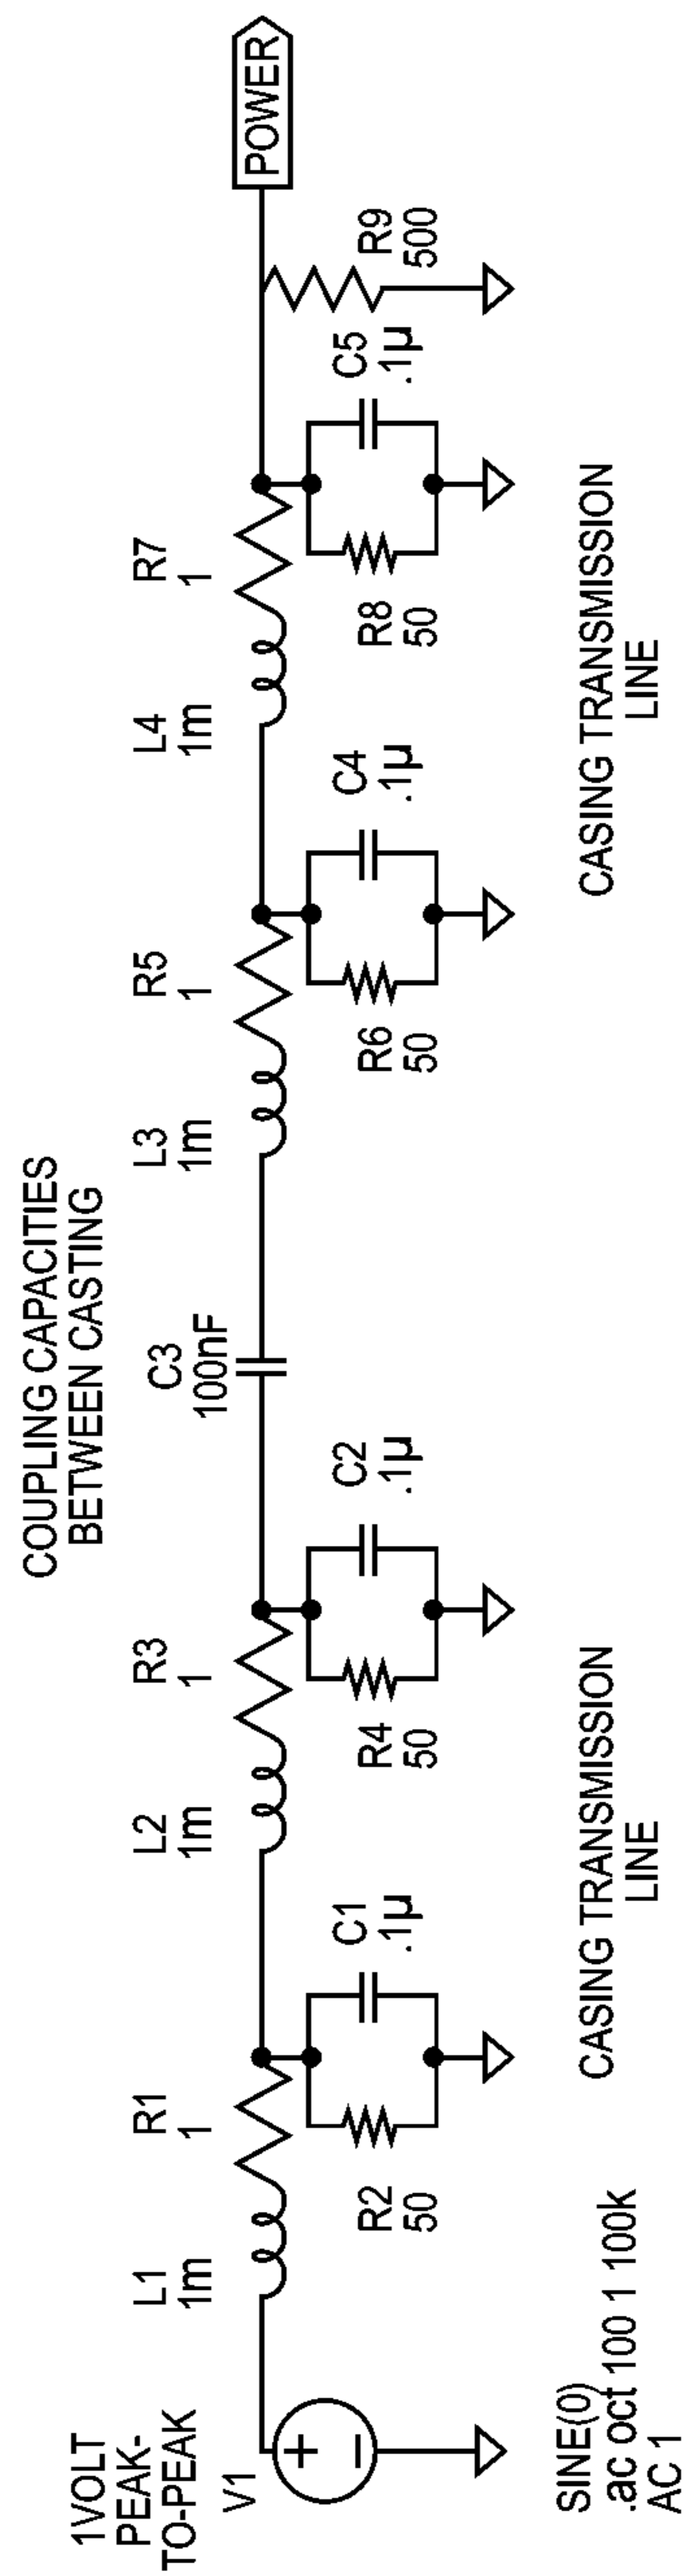 1VOLT
PEAK-
TO-PEAK
V1
SINE(0)
.ac oct 100 1 100k
AC 1
L1
1m
R1
1
R2
50
C1
.1µ
L2
1m
R3
1
R4
50
C2
.1µ
CASING TRANSMISSION
LINE
COUPLING CAPACITIES
BETWEEN CASTING
C3
100nF
L3
1m
R5
1
R6
50
C4
.1µ
L4
1m
R7
1
R8
50
C5
.1µ
R9
500
POWER
CASING TRANSMISSION
LINE